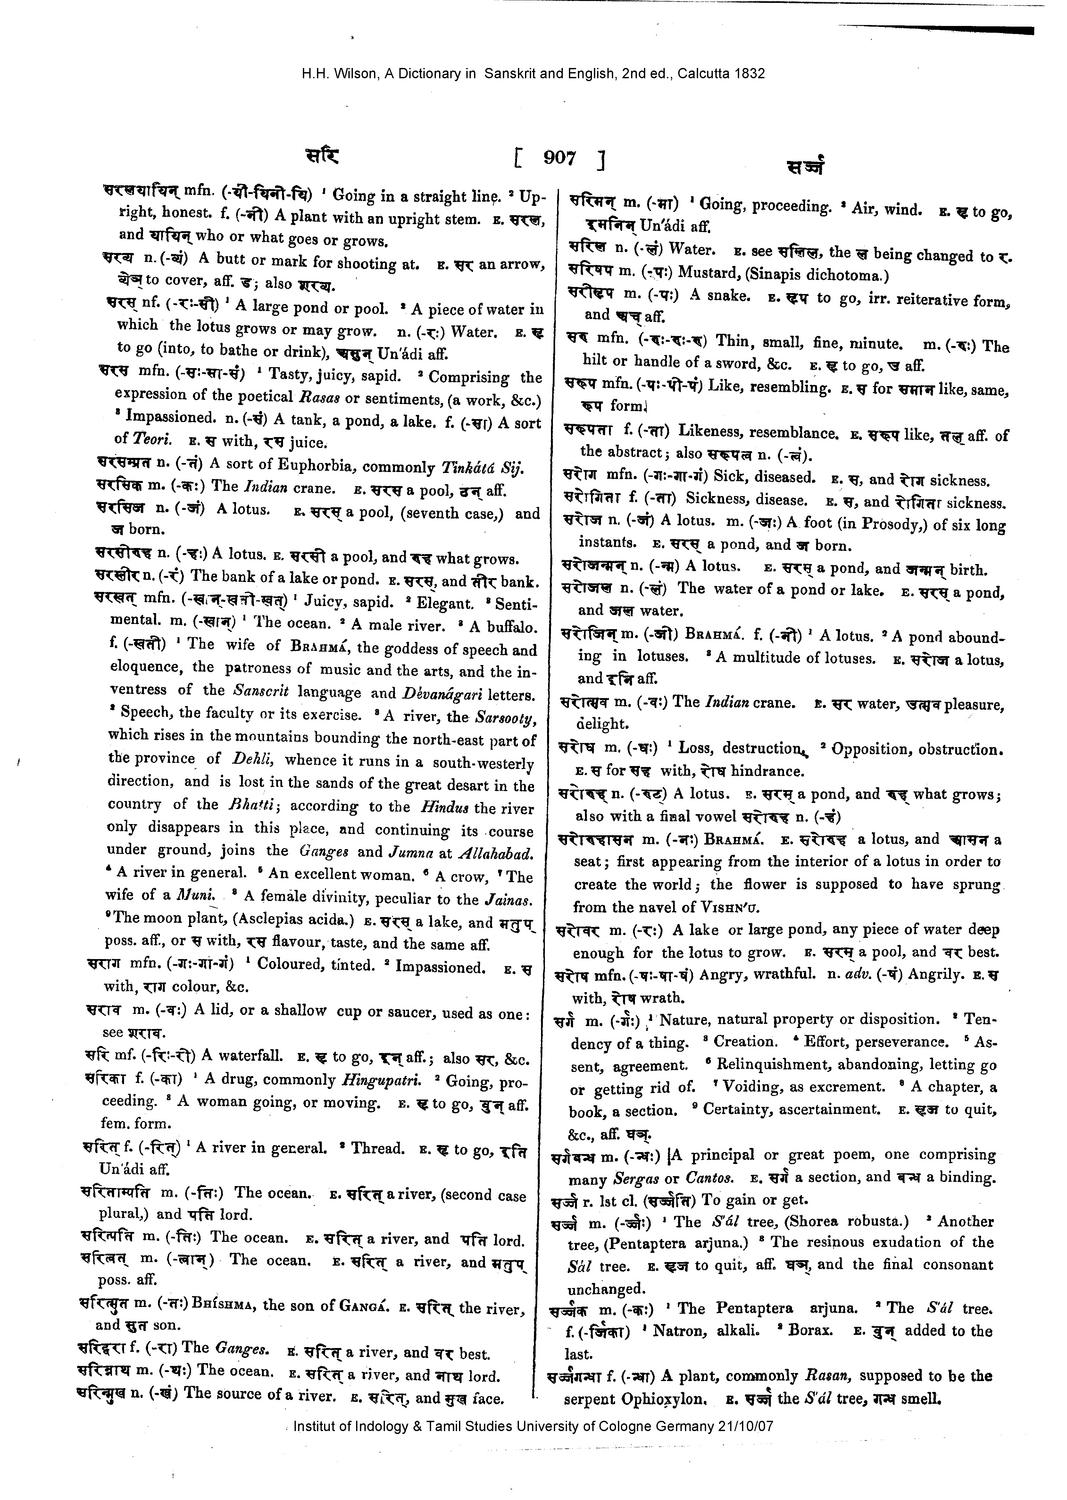 H.H. Wilson, A Dictionary in Sanskrit and English, 2nd ed., Calcutta 1832
सरि
[ 907 ]
सर्ज्ज
सरलयायिन् mfn. (-यी-यिनी-यि) ¹ Going in a straight line. ² Up-
right, honest. f. (-नी) A plant with an upright stem. E. सरल,
and यायिन् who or what goes or grows.
सरव्य n. (-व्यं) A butt or mark for shooting at. E. सर an arrow,
व्येञ् to cover, aff. ड; also शरव्य.
सरस् nf. (-रः-सी) ¹ A large pond or pool. ² A piece of water in
which the lotus grows or may grow. n. (-रः) Water. E. सृ
to go (into, to bathe or drink), असुन् Un'ádi aff.
सरस mfn. (-सः-सा-सं) ¹ Tasty, juicy, sapid. ² Comprising the
expression of the poetical Rasas or sentiments, (a work, &c.)
³ Impassioned. n. (-सं) A tank, a pond, a lake. f. (-सा) A sort
of Teori. E. स with, रस juice.
सरसम्प्रत n. (-तं) A sort of Euphorbia, commonly Tinkátá Sij.
सरसिक m. (-कः) The Indian crane. E. सरस a pool, ठन् aff.
सरसिज n. (-जं) A lotus. E. सरस् a pool, (seventh case,) and
ज born.
सरसीरुह n. (-हः) A lotus. E. सरसी a pool, and रुह what grows.
सरस्तीर n. (-रं) The bank of a lake or pond. E. सरस्, and तीर bank.
सरस्वत् mfn. (-स्वान्-स्वती-स्वत्) ¹ Juicy, sapid. ² Elegant. ³ Senti-
mental. m. (-स्वान्) ¹ The ocean. ² A male river. ³ A buffalo.
f. (-स्वती) ¹ The wife of BRAHMÁ, the goddess of speech and
eloquence, the patroness of music and the arts, and the in-
ventress of the Sanscrit language and Dévanágari letters.
² Speech, the faculty or its exercise. ³ A river, the Sarsooty,
which rises in the mountains bounding the north-east part of
the province of Dehli, whence it runs in a south-westerly
direction, and is lost in the sands of the great desart in the
country of the Bhatti; according to the Hindus the river
only disappears in this place, and continuing its course
under ground, joins the Ganges and Jumna at Allahabad.
⁴ A river in general. ⁵ An excellent woman. ⁶ A crow, ⁷ The
wife of a Muni. ⁸ A female divinity, peculiar to the Jainas.
⁹ The moon plant, (Asclepias acida.) E. सरस् a lake, and मतुप्
poss. aff., or स with, रस flavour, taste, and the same aff.
सराग mfn. (-गः-गा-गं) ¹ Coloured, tinted. ² Impassioned. E. स
with, राग colour, &c.
सराव m. (-वः) A lid, or a shallow cup or saucer, used as one:
see शराव.
सरि mf. (-रिः-री) A waterfall. E. सृ to go, इन् aff.; also सर, &c.
सरिका f. (-का) ¹ A drug, commonly Hingupatri. ² Going, pro-
ceeding. ³ A woman going, or moving. E. सृ to go, वुन् aff.
fem. form.
सरित् f. (-रित्) ¹ A river in general. ² Thread. E. सृ to go, इति
Un'ádi aff.
सरिताम्पति m. (-तिः) The ocean. E. सरित् a river, (second case
plural,) and पति lord.
सरित्पति m. (-तिः) The ocean. E. सरित् a river, and पति lord.
सरित्वत् m. (-त्वान्) The ocean. E. सरित् a river, and मतुप्
poss. aff.
सरित्सुत m. (-तः) BHÍSHMA, the son of GANGÁ. E. सरित् the river,
and सुत son.
सरिद्वरा f. (-रा) The Ganges. E. सरित् a river, and वर best.
सरिन्नाथ m. (-थः) The ocean. E. सरित् a river, and नाथ lord.
सरिन्मुख n. (-खं) The source of a river. E. सरित्, and मुख face.
सरिमन् m. (-मा) ¹ Going, proceeding. ² Air, wind. E. सृ to go,
इमनिन् Un'ádi aff.
सरिल n. (-लं) Water. E. see सलिल, the ल being changed to र.
सरिषप m. (-पः) Mustard, (Sinapis dichotoma.)
सरीसृप m. (-पः) A snake. E. सृप to go, irr. reiterative form,
and अच् aff.
सरु mfn. (-रुः-रुः-रु) Thin, small, fine, minute. m. (-रुः) The
hilt or handle of a sword, &c. E. सृ to go, उ aff.
सरूप mfn. (-पः-पी-पं) Like, resembling. E. स for समान like, same,
रूप form.
सरूपता f. (-ता) Likeness, resemblance. E. सरूप like, तल् aff. of
the abstract; also सरूपत्व n. (-त्वं).
सरोग mfn. (-गः-गा-गं) Sick, diseased. E. स, and रोग sickness.
सरोगिता f. (-ता) Sickness, disease. E. स, and रोगिता sickness.
सरोज n. (-जं) A lotus. m. (-जः) A foot (in Prosody,) of six long
instants. E. सरस् a pond, and ज born.
सरोजन्मन् n. (-न्म) A lotus. E. सरस् a pond, and जन्मन् birth.
सरोजल n. (-लं) The water of a pond or lake. E. सरस् a pond,
and जल water.
सरोजिन् m. (-जी) BRAHMÁ. f. (-नी) ¹ A lotus. ² A pond abound-
ing in lotuses. ³ A multitude of lotuses. E. सरोज a lotus,
and इनि aff.
सरोत्सव m. (-वः) The Indian crane. E. सर water, उत्सव pleasure,
delight.
सरोध m. (-धः) ¹ Loss, destruction. ² Opposition, obstruction.
E. स for सह with, रोध hindrance.
सरोरुह् n. (-रुट्) A lotus. E. सरस् a pond, and रुह् what grows;
also with a final vowel सरोरुह n. (-हं)
सरोरुहासन m. (-नः) BRAHMÁ. E. सरोरुह a lotus, and आसन a
seat; first appearing from the interior of a lotus in order to
create the world; the flower is supposed to have sprung
from the navel of VISHN'U.
सरोवर m. (-रः) A lake or large pond, any piece of water deep
enough for the lotus to grow. E. सरस् a pool, and वर best.
सरोष mfn. (-षः-षा-षं) Angry, wrathful. n. adv. (-षं) Angrily. E. स
with, रोष wrath.
सर्ग m. (-र्गः) ¹ Nature, natural property or disposition. ² Ten-
dency of a thing. ³ Creation. ⁴ Effort, perseverance. ⁵ As-
sent, agreement. ⁶ Relinquishment, abandoning, letting go
or getting rid of. ⁷ Voiding, as excrement. ⁸ A chapter, a
book, a section. ⁹ Certainty, ascertainment. E. सृज to quit,
&c., aff. घञ्.
सर्गबन्ध m. (-न्धः) A principal or great poem, one comprising
many Sergas or Cantos. E. सर्ग a section, and बन्ध a binding.
सर्ज्ज r. 1st cl. (सर्ज्जति) To gain or get.
सर्ज्ज m. (-र्ज्जः) ¹ The S'ál tree, (Shorea robusta.) ² Another
tree, (Pentaptera arjuna.) ³ The resinous exudation of the
Sál tree. E. सृज to quit, aff. घञ्, and the final consonant
unchanged.
सर्ज्जक m. (-कः) ¹ The Pentaptera arjuna. ² The S'ál tree.
f. (-र्ज्जिका) ¹ Natron, alkali. ² Borax. E. वुन् added to the
last.
सर्ज्जगन्धा f. (-न्धा) A plant, commonly Rasan, supposed to be the
serpent Ophioxylon. E. सर्ज्ज the S'ál tree, गन्ध smell.
Institut of Indology & Tamil Studies University of Cologne Germany 21/10/07